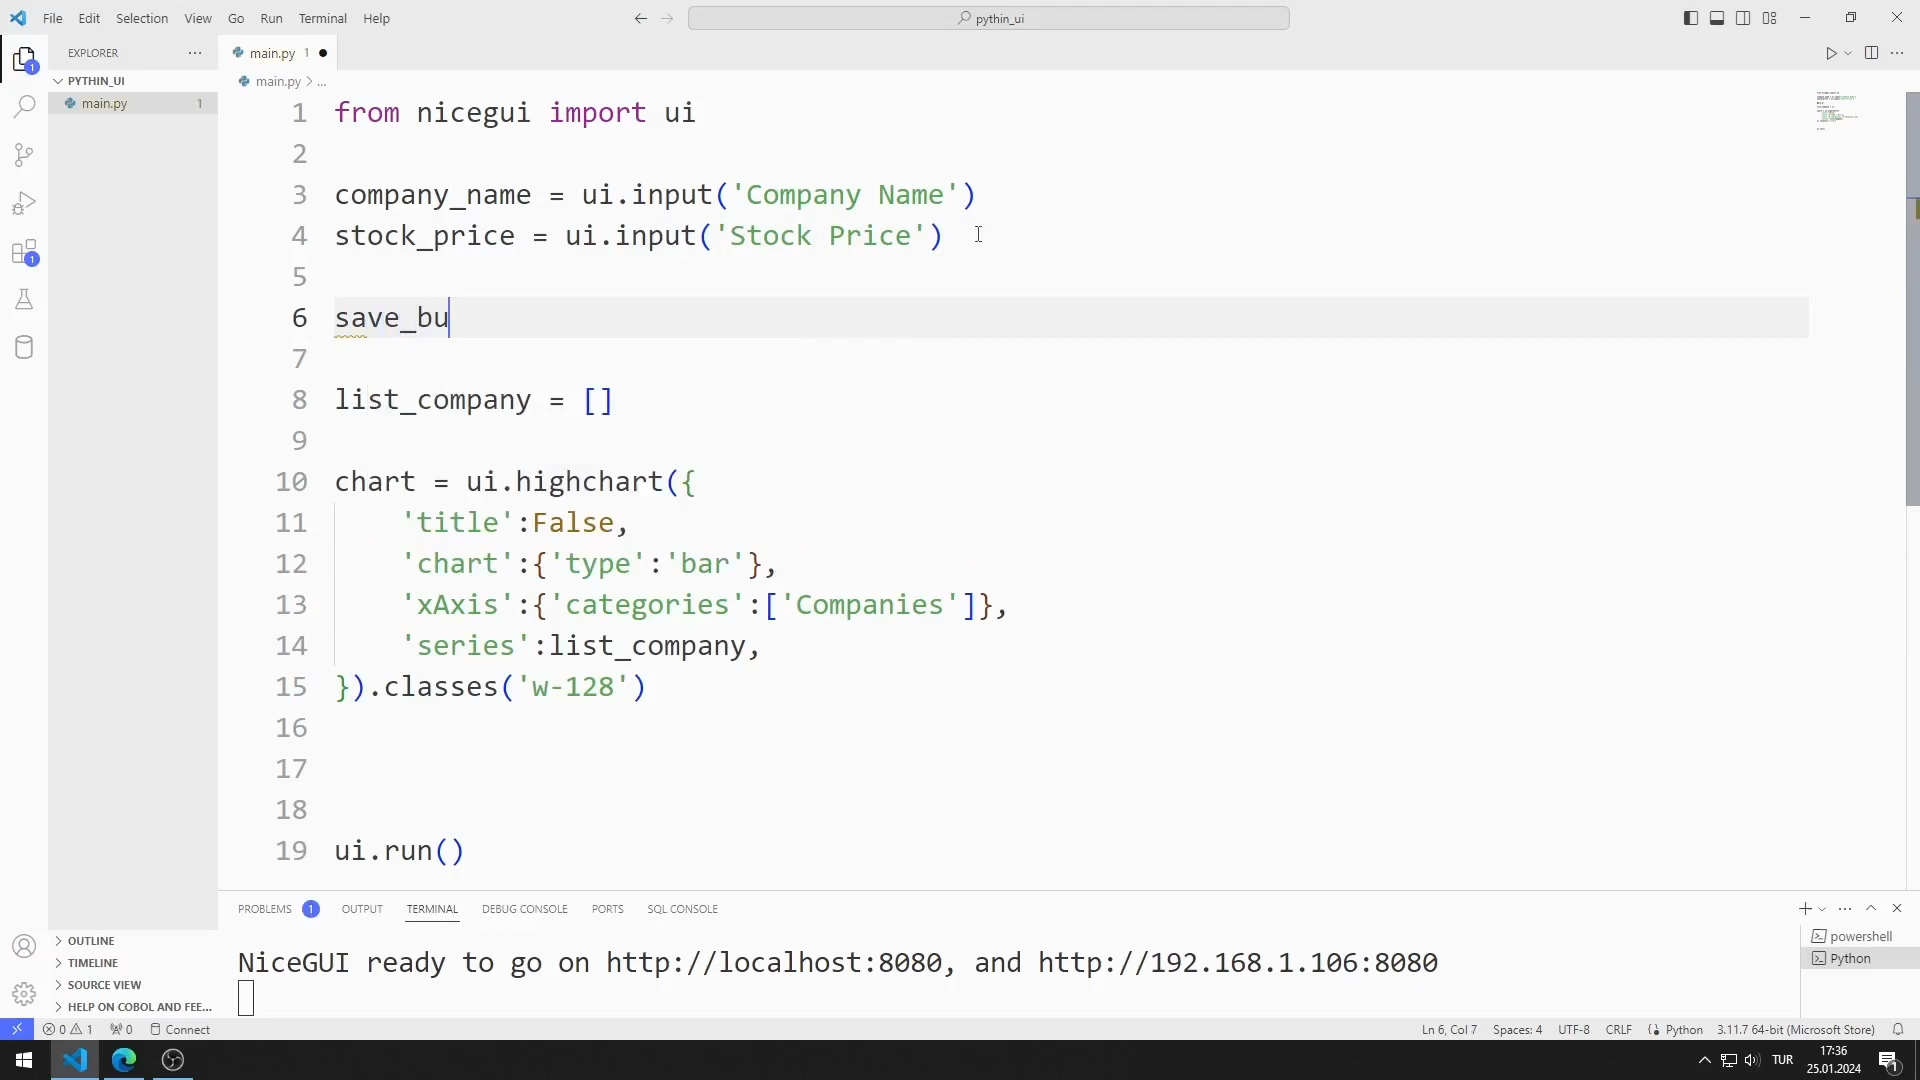 File Edit Selection View Go Run Terminal Help
pythin_ui
EXPLORER
main.py 1
PYTHIN_UI
main.py > ...
main.py 1
1 from nicegui import ui
2
3 company_name = ui.input('Company Name')
4 stock_price = ui.input('Stock Price')
5
6 save_bu
7
8 list_company = []
9
10 chart = ui.highchart({
11 'title':False,
12 'chart':{'type':'bar'},
13 'xAxis':{'categories':['Companies']},
14 'series':list_company,
15 }).classes('w-128')
16
17
18
19 ui.run()
PROBLEMS 1 OUTPUT TERMINAL DEBUG CONSOLE PORTS SQL CONSOLE
NiceGUI ready to go on http://localhost:8080, and http://192.168.1.106:8080
powershell
Python
OUTLINE
TIMELINE
SOURCE VIEW
HELP ON COBOL AND FEE...
0 1 0 Connect
Ln 6, Col 7 Spaces: 4 UTF-8 CRLF Python 3.11.7 64-bit (Microsoft Store)
TUR
17:36
25.01.2024
1